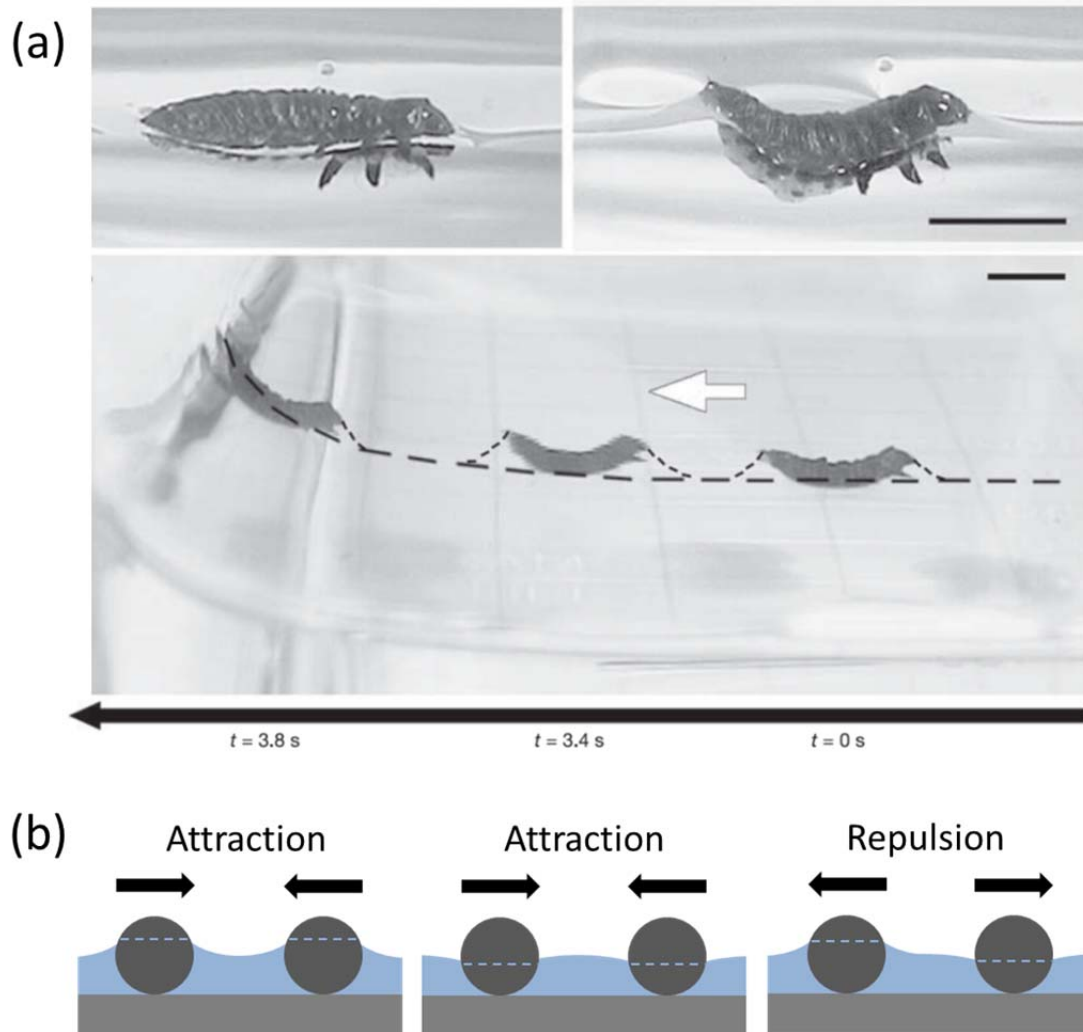 (a)
t = 3.8 s
t = 3.4 s
t = 0 s
(b)
Attraction
Attraction
Repulsion